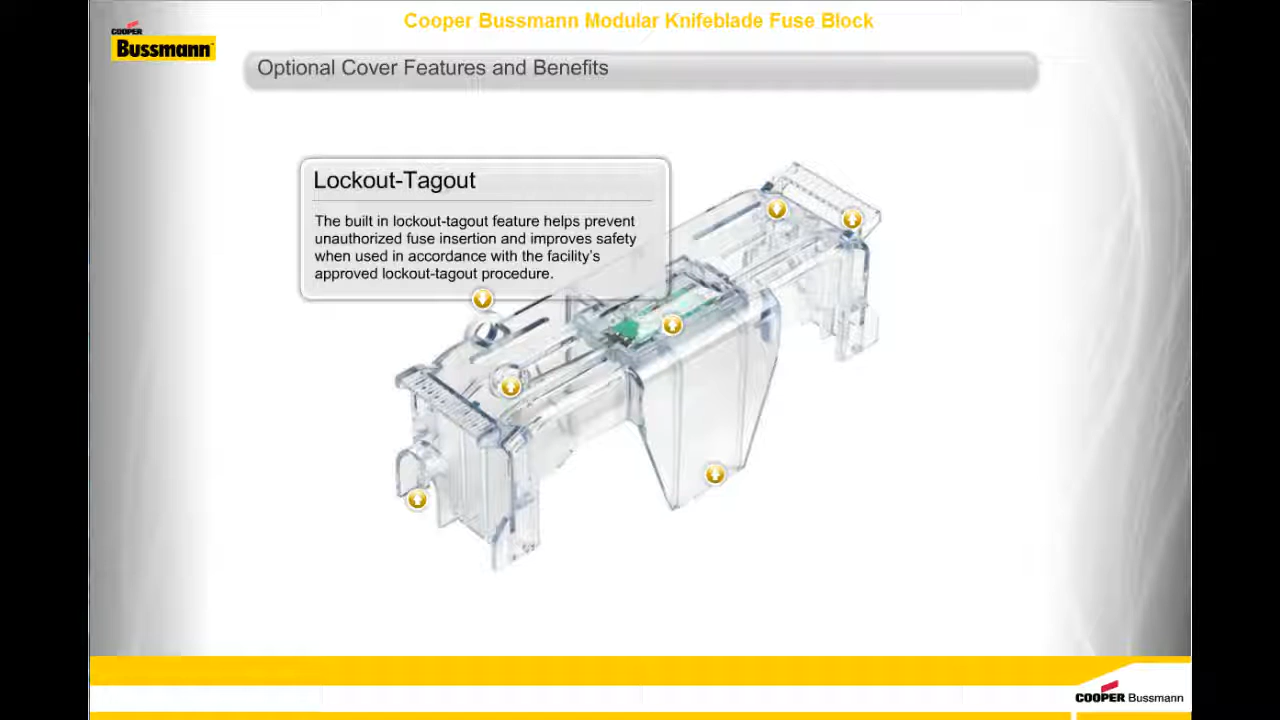 Cooper Bussmann Modular Knifeblade Fuse Block
COOPER
Bussmann
Optional Cover Features and Benefits
Lockout-Tagout
The built in lockout-tagout feature helps prevent
unauthorized fuse insertion and improves safety
when used in accordance with the facility's
approved lockout-tagout procedure.
COOPER Bussmann